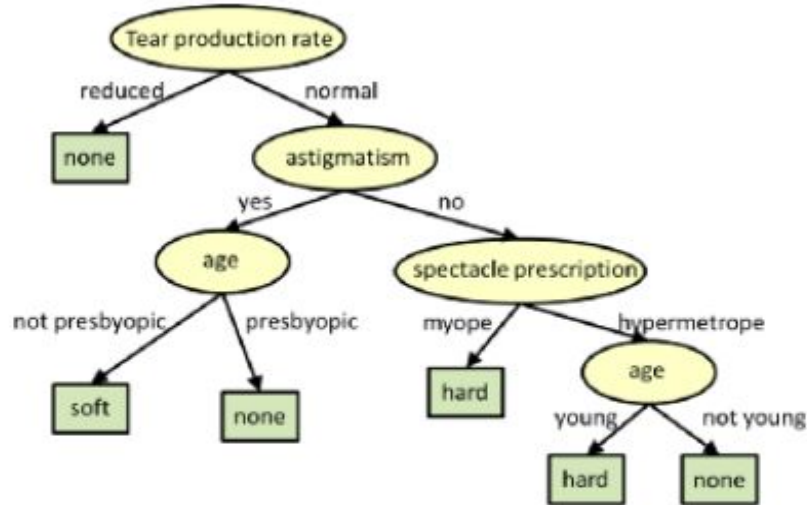 Tear production rate
reduced
normal
none
astigmatism
yes
no
age
spectacle prescription
not presbyopic
presbyopic
myope
hypermetrope
soft
none
hard
age
young
not young
hard
none